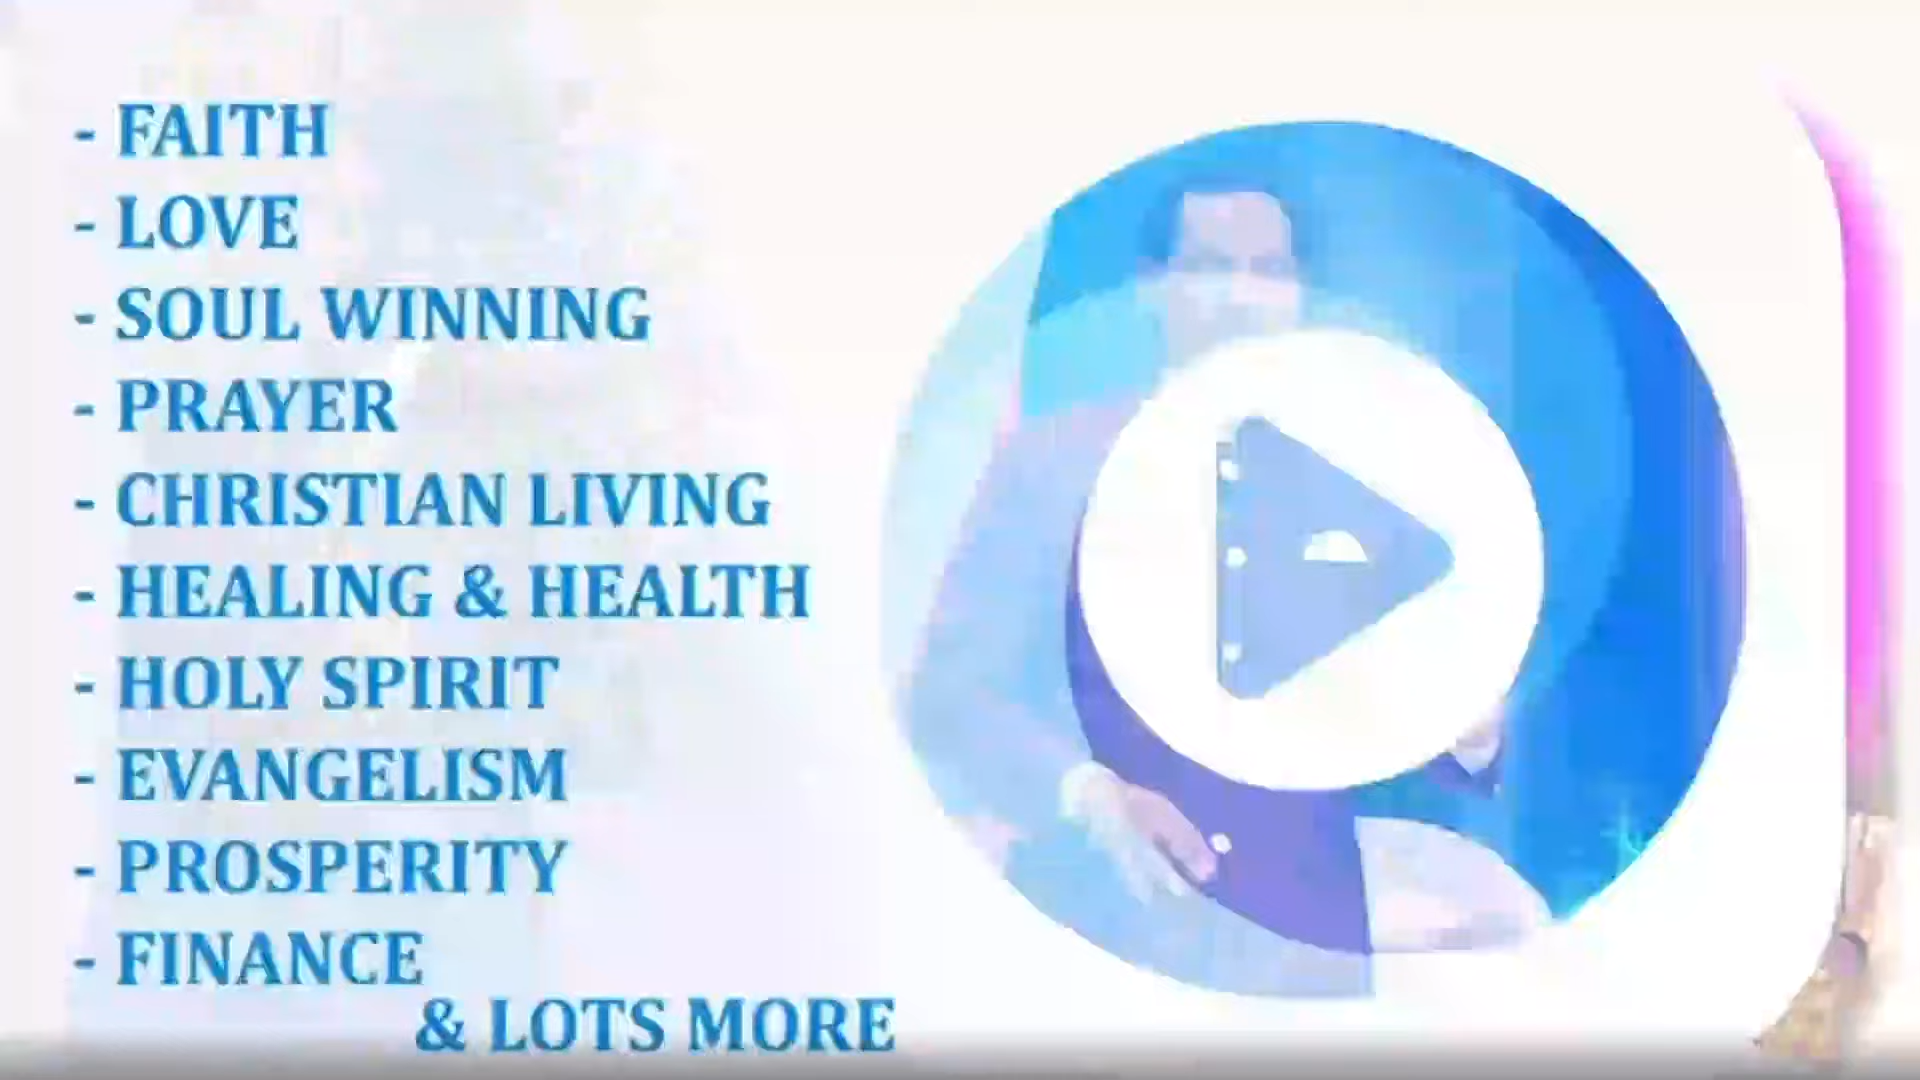 - FAITH
- LOVE
- SOUL WINNING
- PRAYER
- CHRISTIAN LIVING
- HEALING & HEALTH
- HOLY SPIRIT
- EVANGELISM
- PROSPERITY
- FINANCE
& LOTS MORE